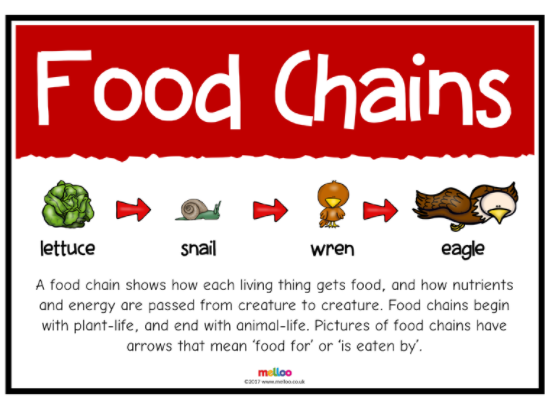 Food Chains
lettuce snail wren eagle
A food chain shows how each living thing gets food, and how nutrients
and energy are passed from creature to creature. Food chains begin
with plant-life, and end with animal-life. Pictures of food chains have
arrows that mean ‘food for’ or ‘is eaten by’.
melloo
©2017 www.melloo.co.uk